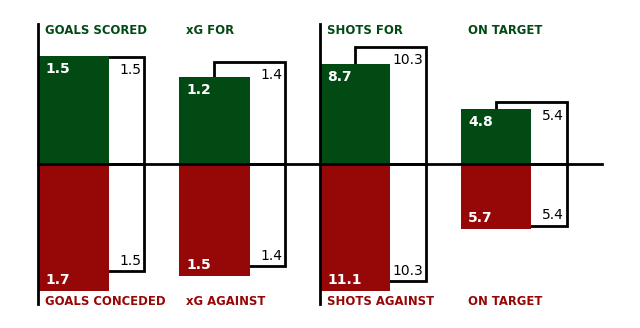 GOALS SCORED xG FOR SHOTS FOR ON TARGET
1.5 1.5 1.2 1.4 8.7 10.3 4.8 5.4
1.7 1.5 1.5 1.4 11.1 10.3 5.7 5.4
GOALS CONCEDED xG AGAINST SHOTS AGAINST ON TARGET